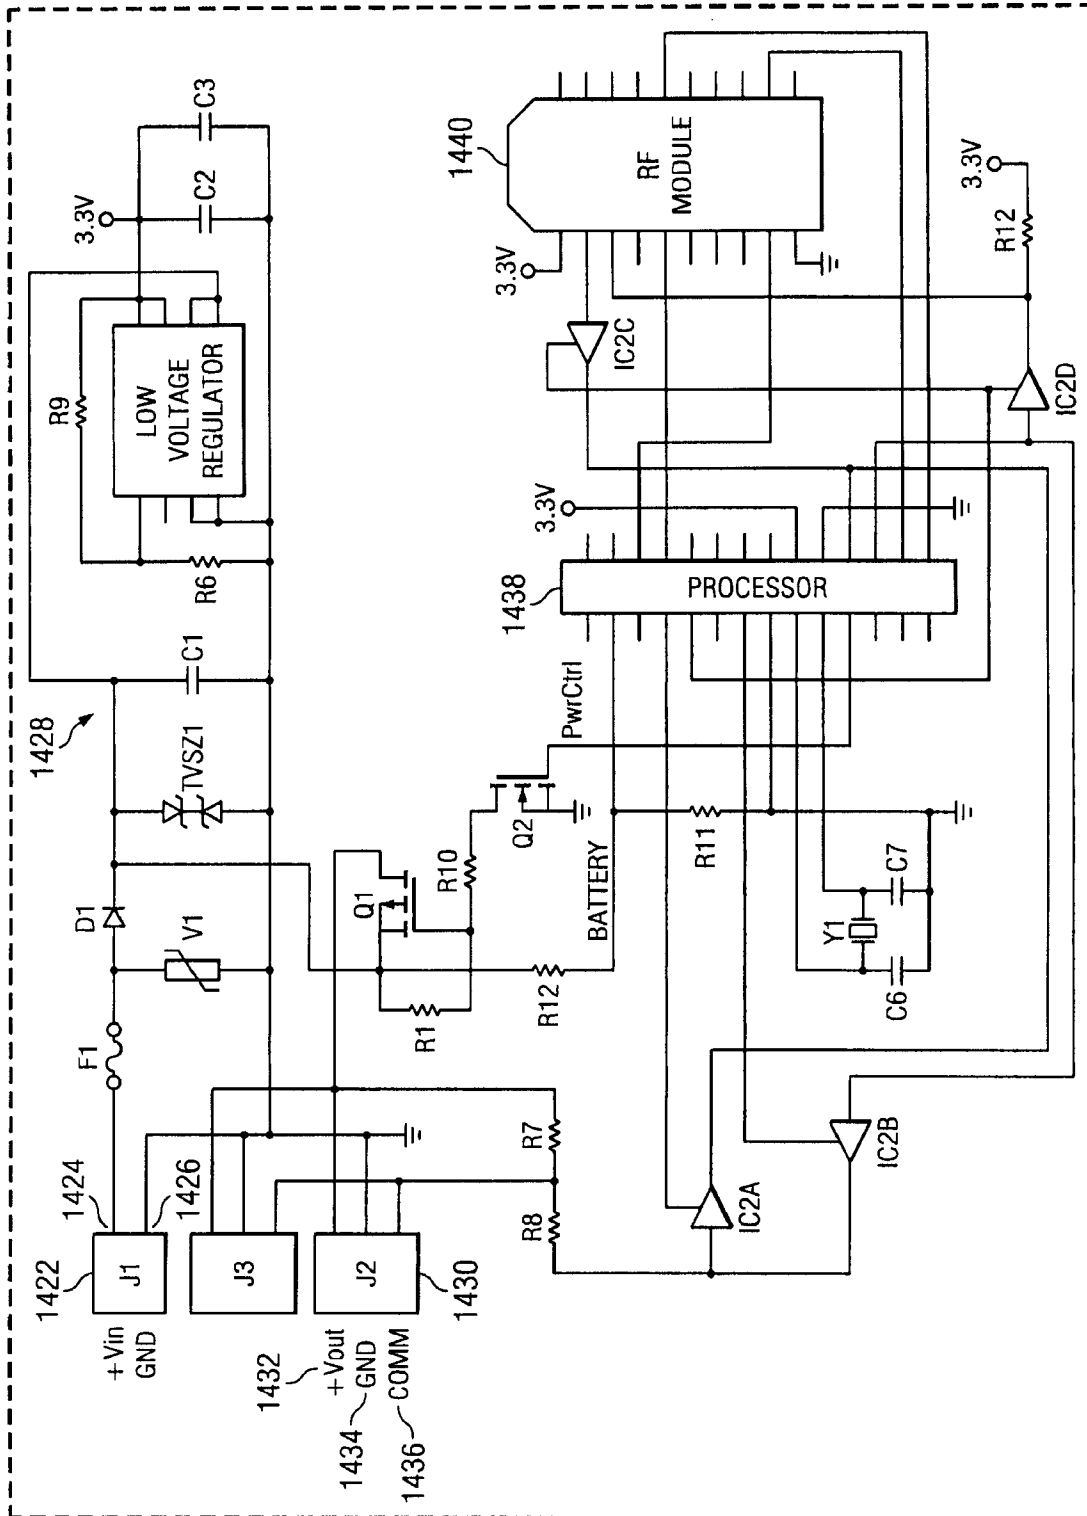 1422
1424
+Vin
GND
J1
1426
J3
1432
+Vout
1434
GND
1436
COMM
J2
1430
F1
D1
V1
TVSZ1
1428
C1
R9
LOW
VOLTAGE
REGULATOR
R6
3.3V
C2
C3
Q1
R1
R10
R12
Q2
PwrCtrl
BATTERY
R11
R7
R8
Y1
C6
C7
IC2A
IC2B
1438
PROCESSOR
3.3V
IC2C
3.3V
1440
RF
MODULE
IC2D
R12
3.3V